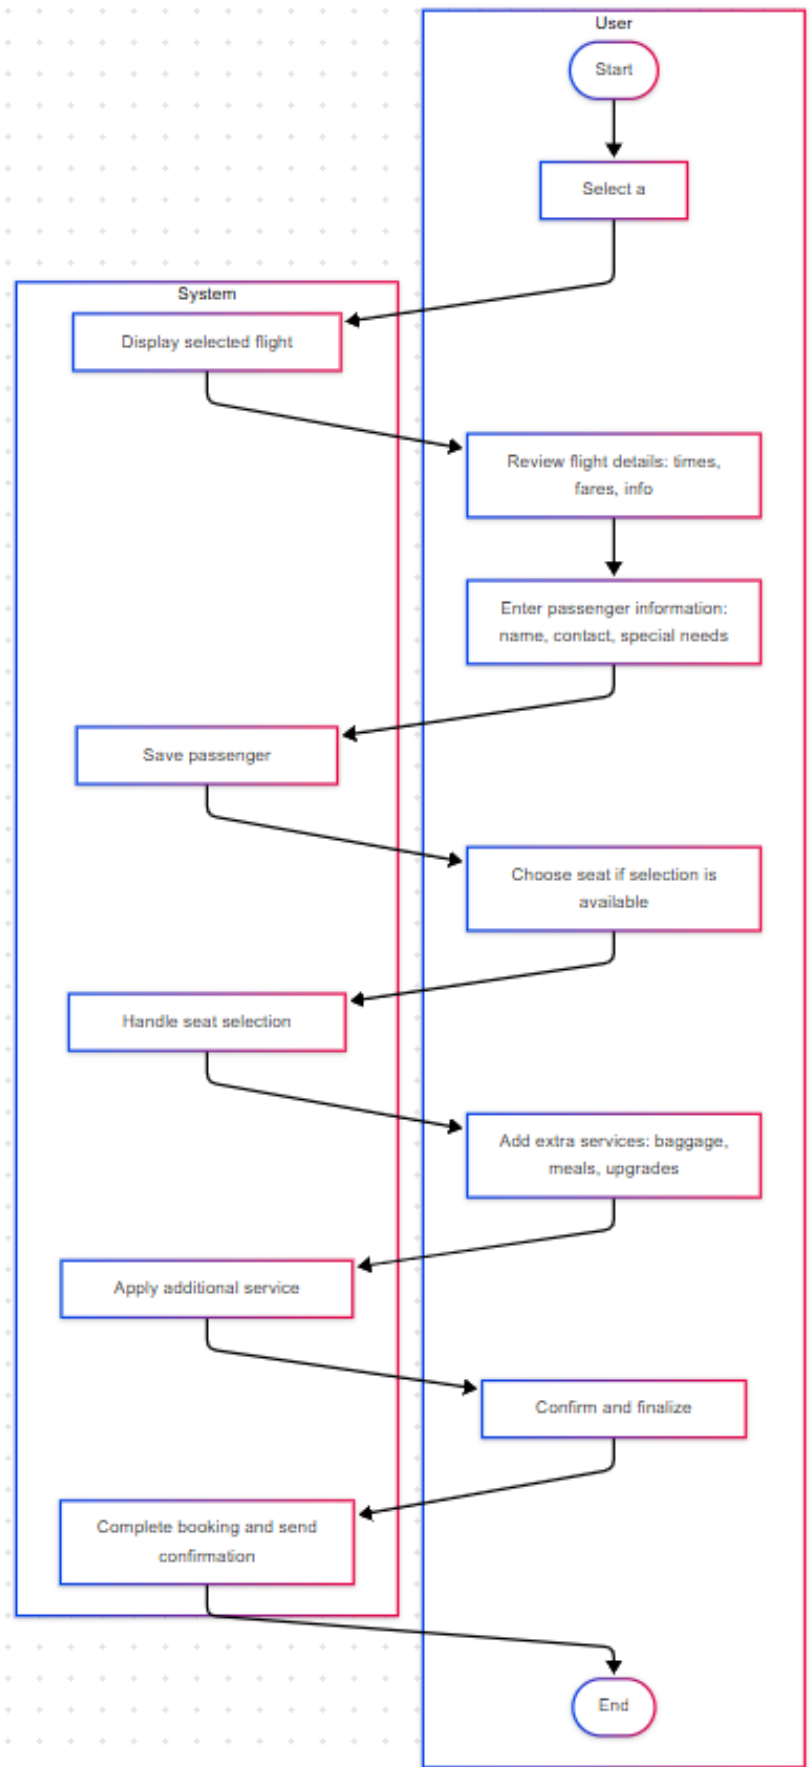 User
Start
Select a
System
Display selected flight
Review flight details: times,
fares, info
Enter passenger information:
name, contact, special needs
Save passenger
Choose seat if selection is
available
Handle seat selection
Add extra services: baggage,
meals, upgrades
Apply additional service
Confirm and finalize
Complete booking and send
confirmation
End